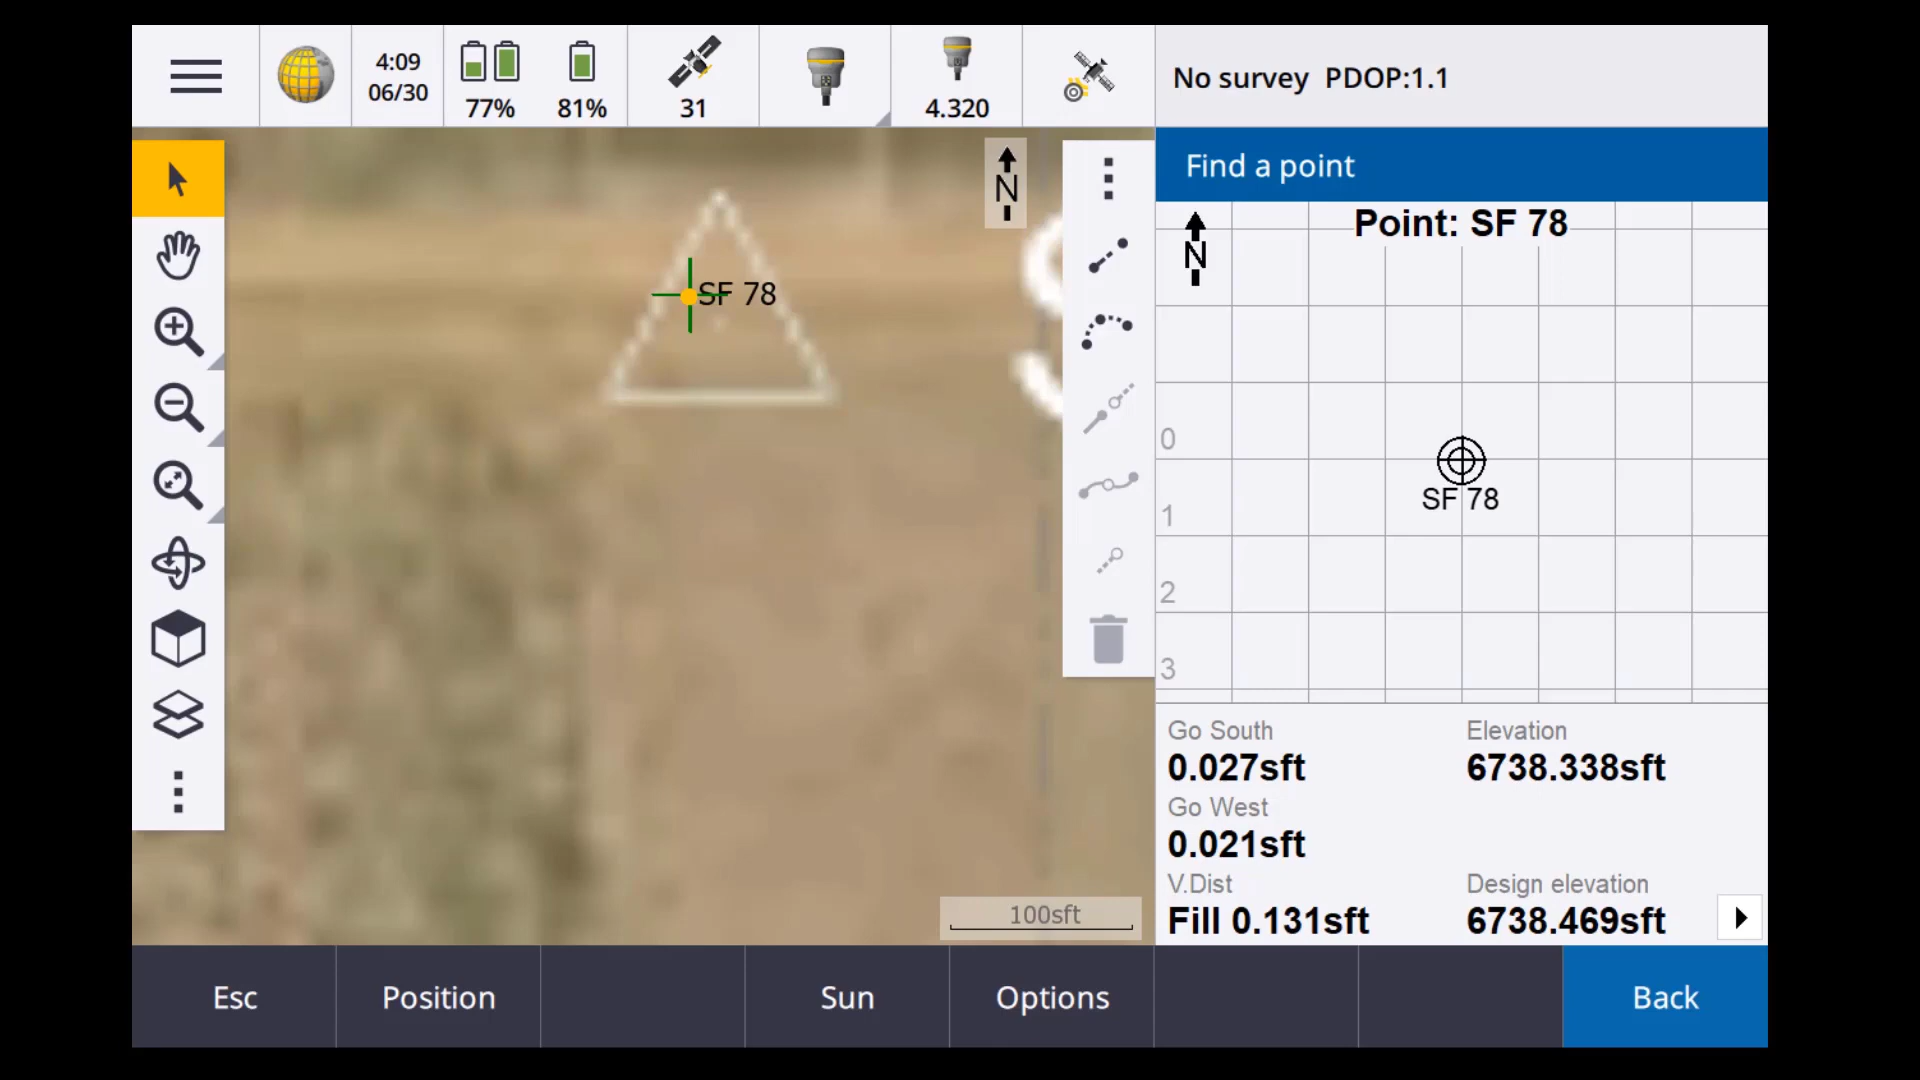 4:09
06/30
77%
81%
31
4.320
No survey PDOP:1.1
Find a point
N
SF 78
N
Point: SF 78
0
SF 78
1
2
3
Go South
0.027sft
Elevation
6738.338sft
Go West
0.021sft
V.Dist
Fill 0.131sft
Design elevation
6738.469sft
100sft
Esc
Position
Sun
Options
Back